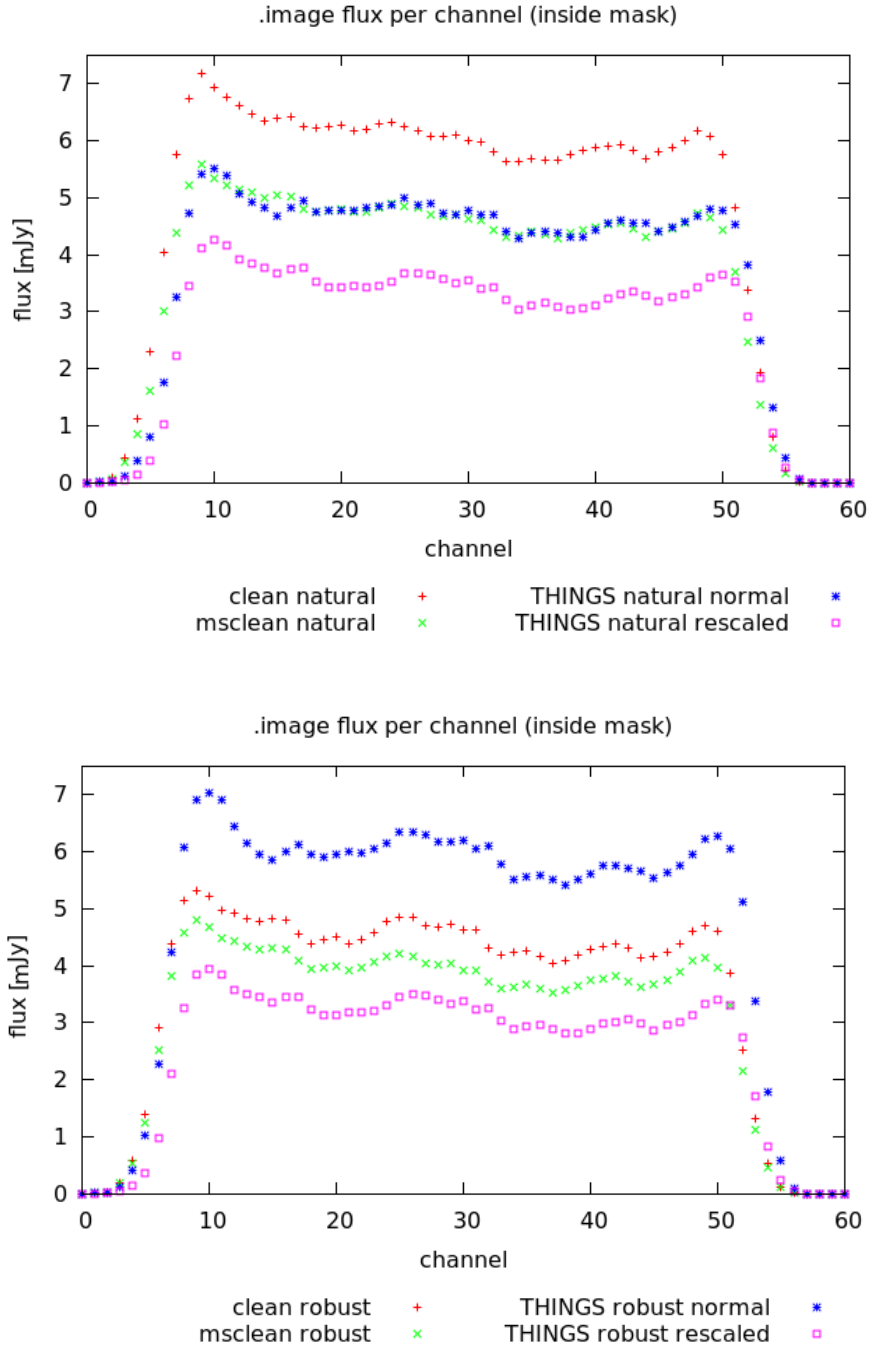 .image flux per channel (inside mask)
7
6
5
4
3
2
1
0
flux [mJy]
0 10 20 30 40 50 60
channel
clean natural
THINGS natural normal
msclean natural
THINGS natural rescaled
.image flux per channel (inside mask)
7
6
5
4
3
2
1
0
flux [mJy]
0 10 20 30 40 50 60
channel
clean robust
THINGS robust normal
msclean robust
THINGS robust rescaled